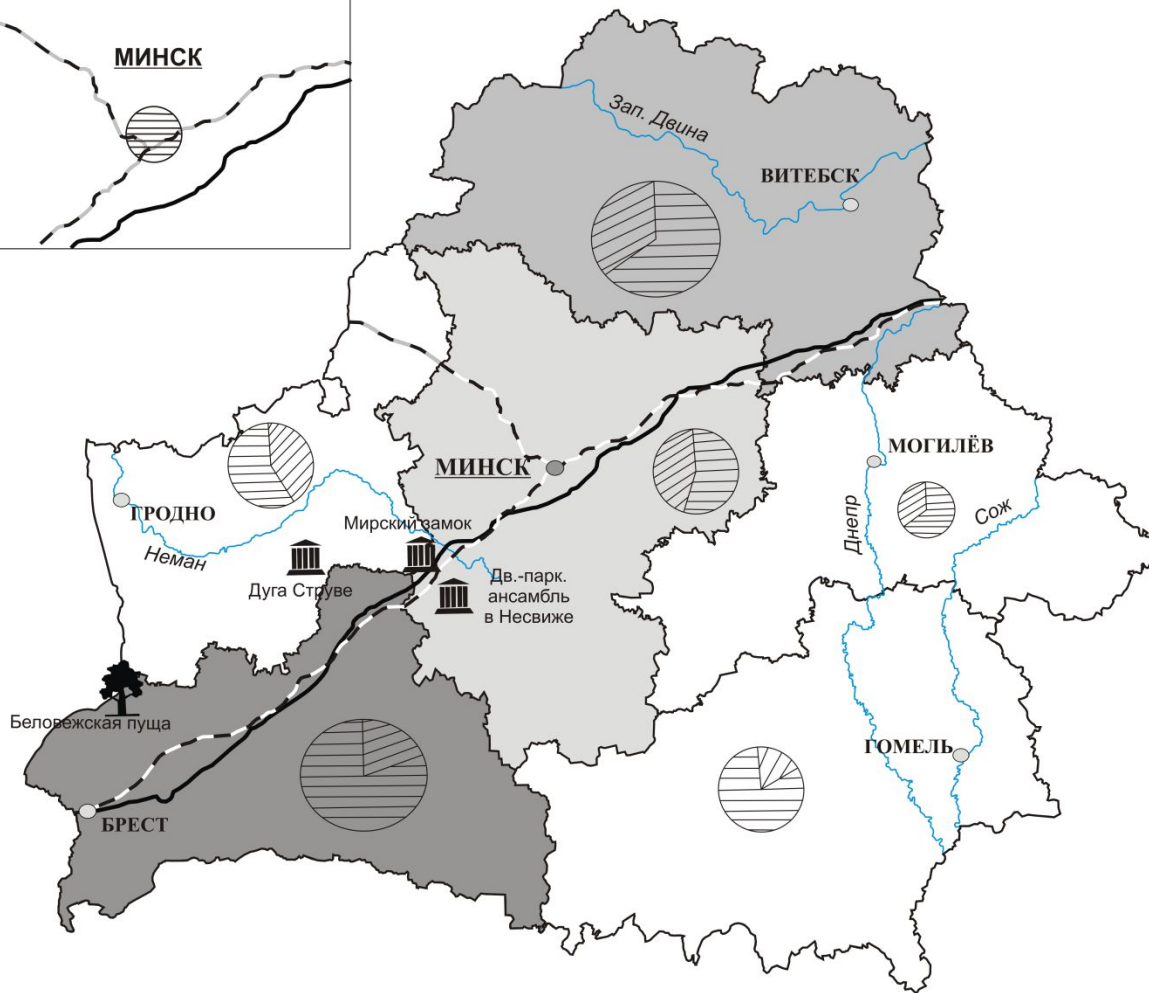 МИНСК
Зап. Двина
ВИТЕБСК
МИНСК
МОГИЛЁВ
ГРОДНО
Неман
Днепр
Сож
Мирский замок
Дуга Струве
Дв.-парк.
ансамбль
в Несвиже
Беловежская пуща
ГОМЕЛЬ
БРЕСТ